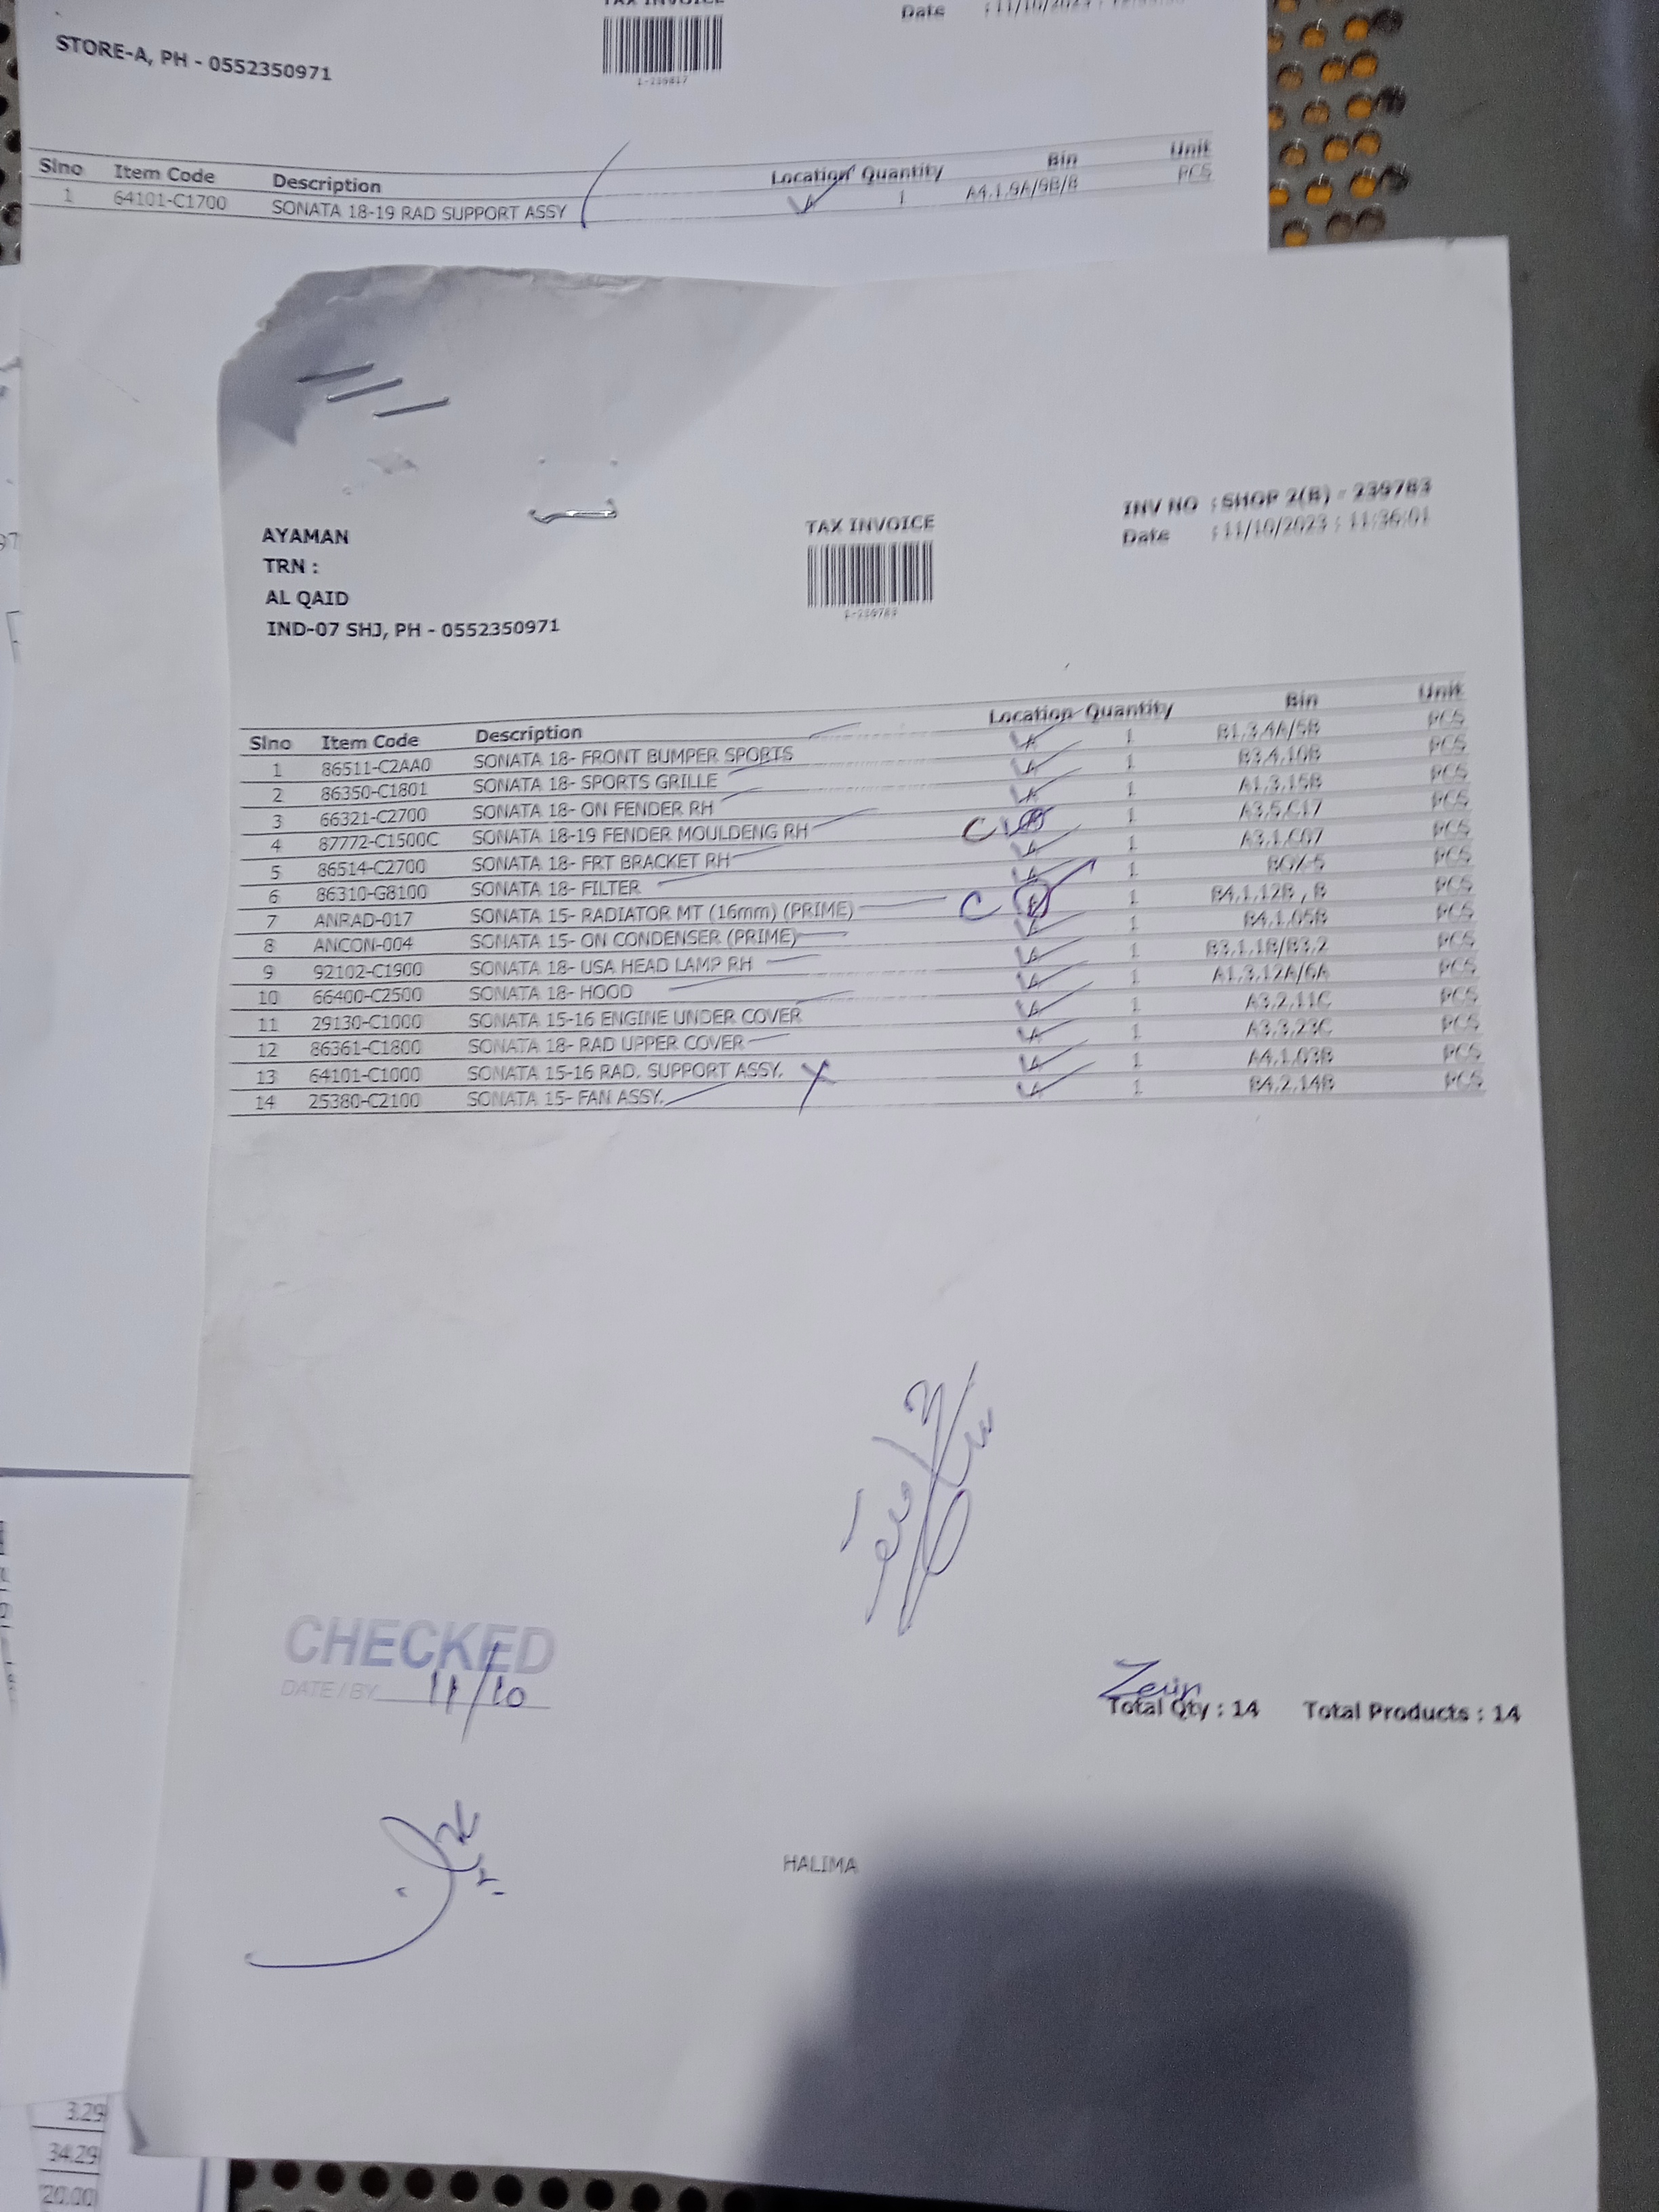 TAX INVOICE
Date
STORE-A, PH - 0552350971
Slno Item Code Description Location Quantity Bin Unit
1 64101-C1700 SONATA 18-19 RAD SUPPORT ASSY 1 A4.1.9A/9B/B PCS
INV NO : SHOP 2(B) - 239783
Date : 11/10/2023 : 11:36:01
TAX INVOICE
AYAMAN
TRN :
AL QAID
IND-07 SHJ, PH - 0552350971
Slno Item Code Description Location Quantity Bin Unit
1 86511-C2AA0 SONATA 18- FRONT BUMPER SPORTS 1 B1.3.4A/5B PCS
2 86350-C1801 SONATA 18- SPORTS GRILLE 1 B3.4.10B PCS
3 66321-C2700 SONATA 18- ON FENDER RH 1 A1.3.15B PCS
4 87772-C1500C SONATA 18-19 FENDER MOULDENG RH C 1 A3.5.C17 PCS
5 86514-C2700 SONATA 18- FRT BRACKET RH 1 A3.1.C07 PCS
6 86310-G8100 SONATA 18- FILTER 1 BOX-5 PCS
7 ANRAD-017 SONATA 15- RADIATOR MT (16mm) (PRIME) C 1 B4.1.12B , B PCS
8 ANCON-004 SONATA 15- ON CONDENSER (PRIME) 1 B4.1.05B PCS
9 92102-C1900 SONATA 18- USA HEAD LAMP RH 1 B3.1.1B/B3.2 PCS
10 66400-C2500 SONATA 18- HOOD 1 A1.3.12A/6A PCS
11 29130-C1000 SONATA 15-16 ENGINE UNDER COVER 1 A3.2.11C PCS
12 86361-C1800 SONATA 18- RAD UPPER COVER 1 A3.3.23C PCS
13 64101-C1000 SONATA 15-16 RAD. SUPPORT ASSY. 1 A4.1.03B PCS
14 25380-C2100 SONATA 15- FAN ASSY. 1 B4.2.14B PCS
CHECKED
DATE / BY 11/10
Total Qty : 14 Total Products : 14
HALIMA
3.29
34.29
20.00